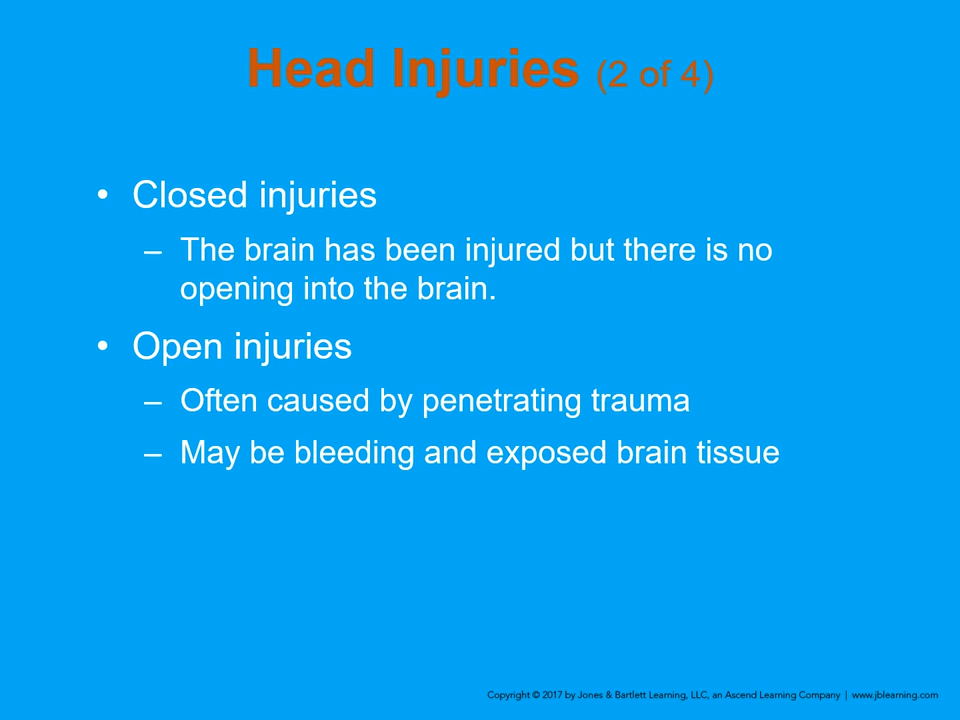 Head Injuries (2 of 4)
• Closed injuries
– The brain has been injured but there is no
opening into the brain.
• Open injuries
– Often caused by penetrating trauma
– May be bleeding and exposed brain tissue
Copyright © 2017 by Jones & Bartlett Learning, LLC, an Ascend Learning Company | www.jblearning.com